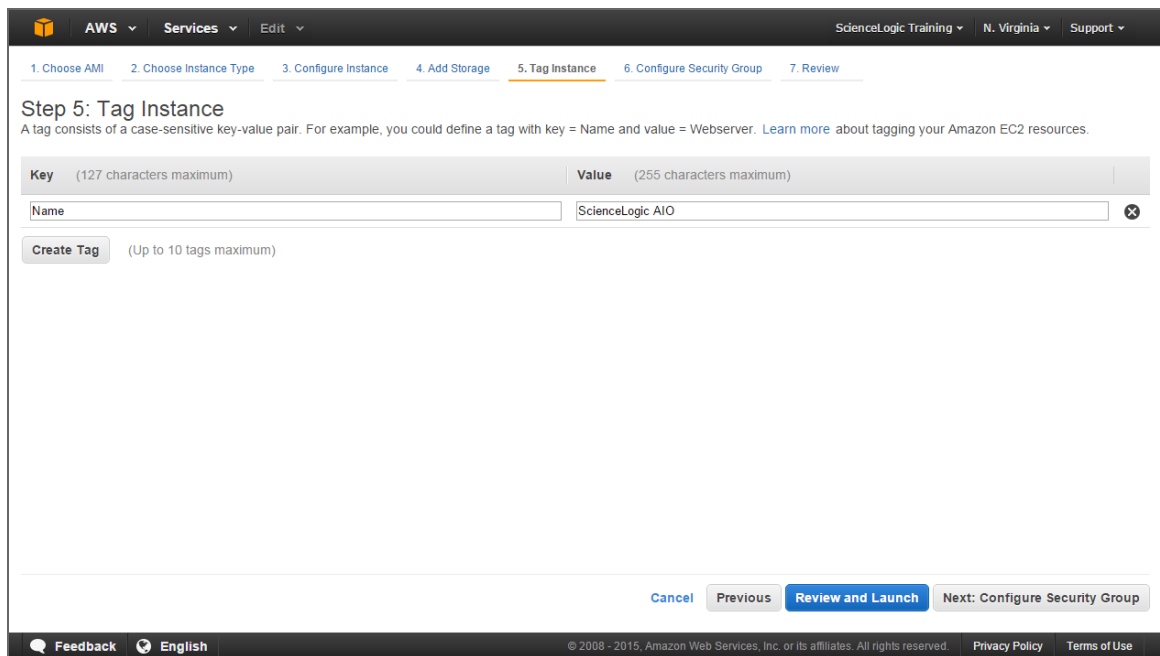 AWS Services Edit ScienceLogic Training N. Virginia Support
1. Choose AMI 2. Choose Instance Type 3. Configure Instance 4. Add Storage 5. Tag Instance 6. Configure Security Group 7. Review
Step 5: Tag Instance
A tag consists of a case-sensitive key-value pair. For example, you could define a tag with key = Name and value = Webserver. Learn more about tagging your Amazon EC2 resources.
Key (127 characters maximum) Value (255 characters maximum)
Name ScienceLogic AIO
Create Tag (Up to 10 tags maximum)
Cancel Previous Review and Launch Next: Configure Security Group
Feedback English © 2008 - 2015, Amazon Web Services, Inc. or its affiliates. All rights reserved. Privacy Policy Terms of Use